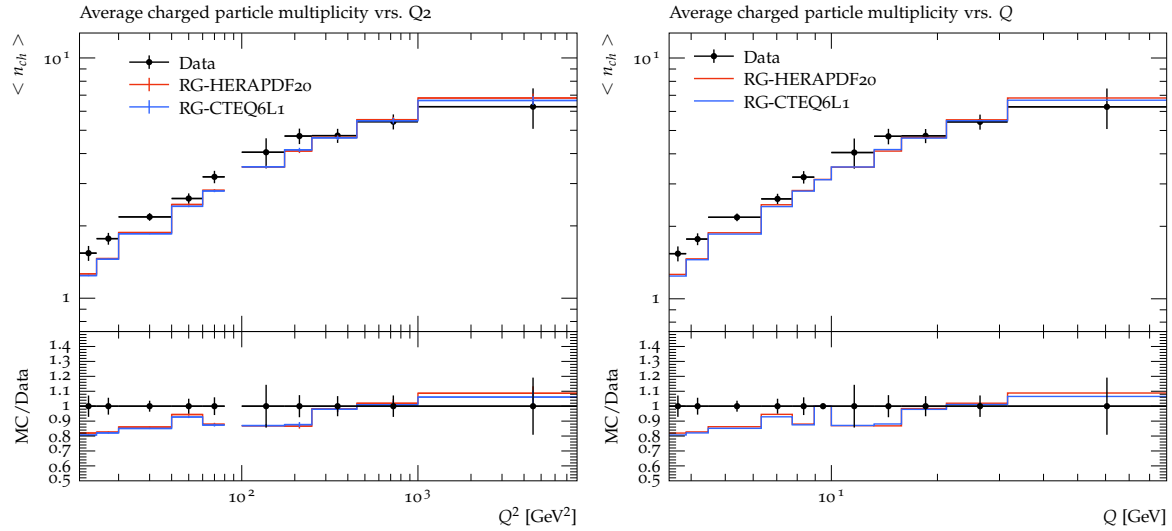 Average charged particle multiplicity vrs. Q2
< n_ch >
10^1
1
Data
RG-HERAPDF20
RG-CTEQ6L1
MC/Data
1.4
1.3
1.2
1.1
1
0.9
0.8
0.7
0.6
0.5
10^2
10^3
Q^2 [GeV^2]
Average charged particle multiplicity vrs. Q
< n_ch >
10^1
1
Data
RG-HERAPDF20
RG-CTEQ6L1
MC/Data
1.4
1.3
1.2
1.1
1
0.9
0.8
0.7
0.6
0.5
10^1
Q [GeV]